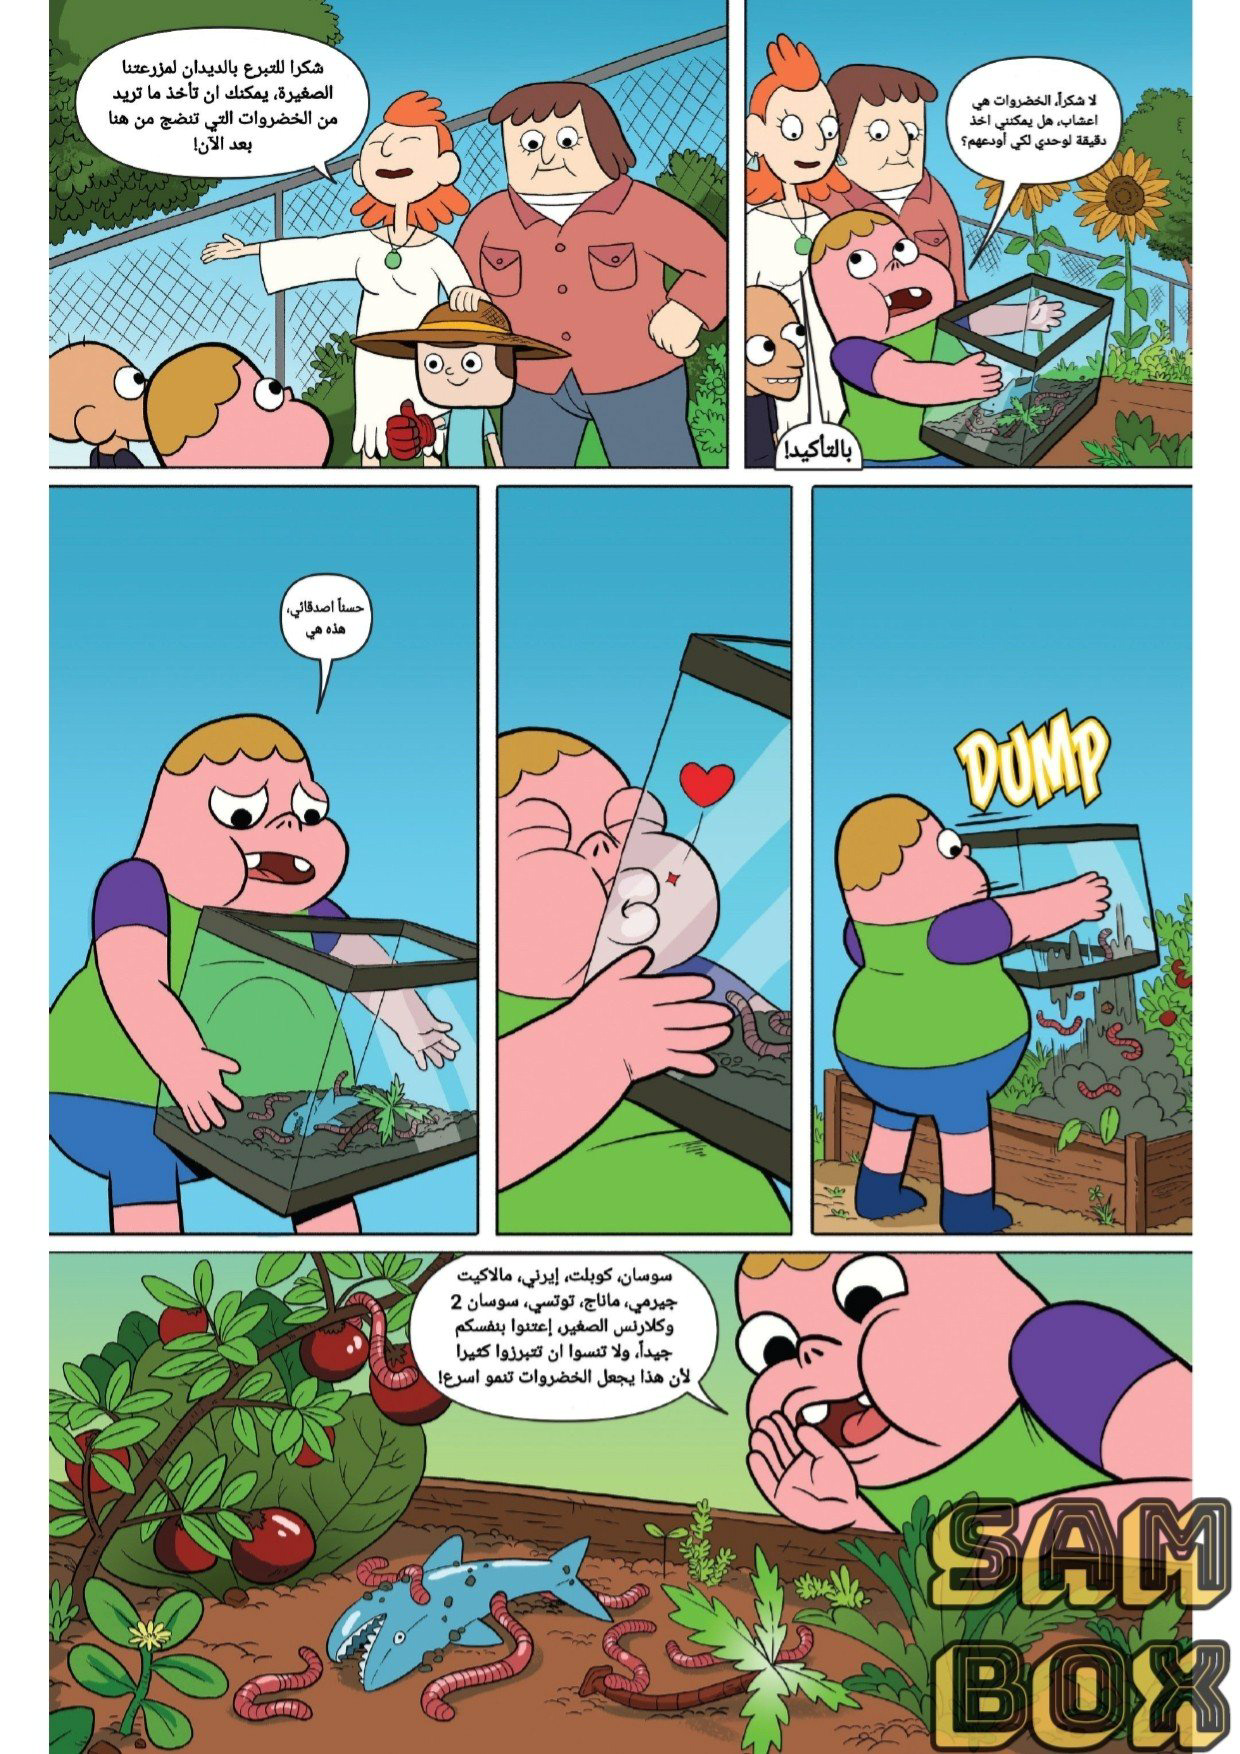 شكرا للتبرع بالديدان لمزرعتنا
الصغيرة، يمكنك ان تأخذ ما تريد
من الخضروات التي تنضج من هنا
بعد الآن!
لا شكراً، الخضروات هي
اعشاب، هل يمكنني اخذ
دقيقة لوحدي لكي أودعهم؟
بالتأكيد!
حسناً اصدقائي،
هذه هي
DUMP
سوسان، كوبلت، إيرني، مالاكيت
جيرمي، ماناج، توتسي، سوسان 2
وكلارنس الصغير، إعتنوا بنفسكم
جيداً، ولا تنسوا ان تتبرزوا كثيرا
لأن هذا يجعل الخضروات تنمو اسرع!
SAM
BOX